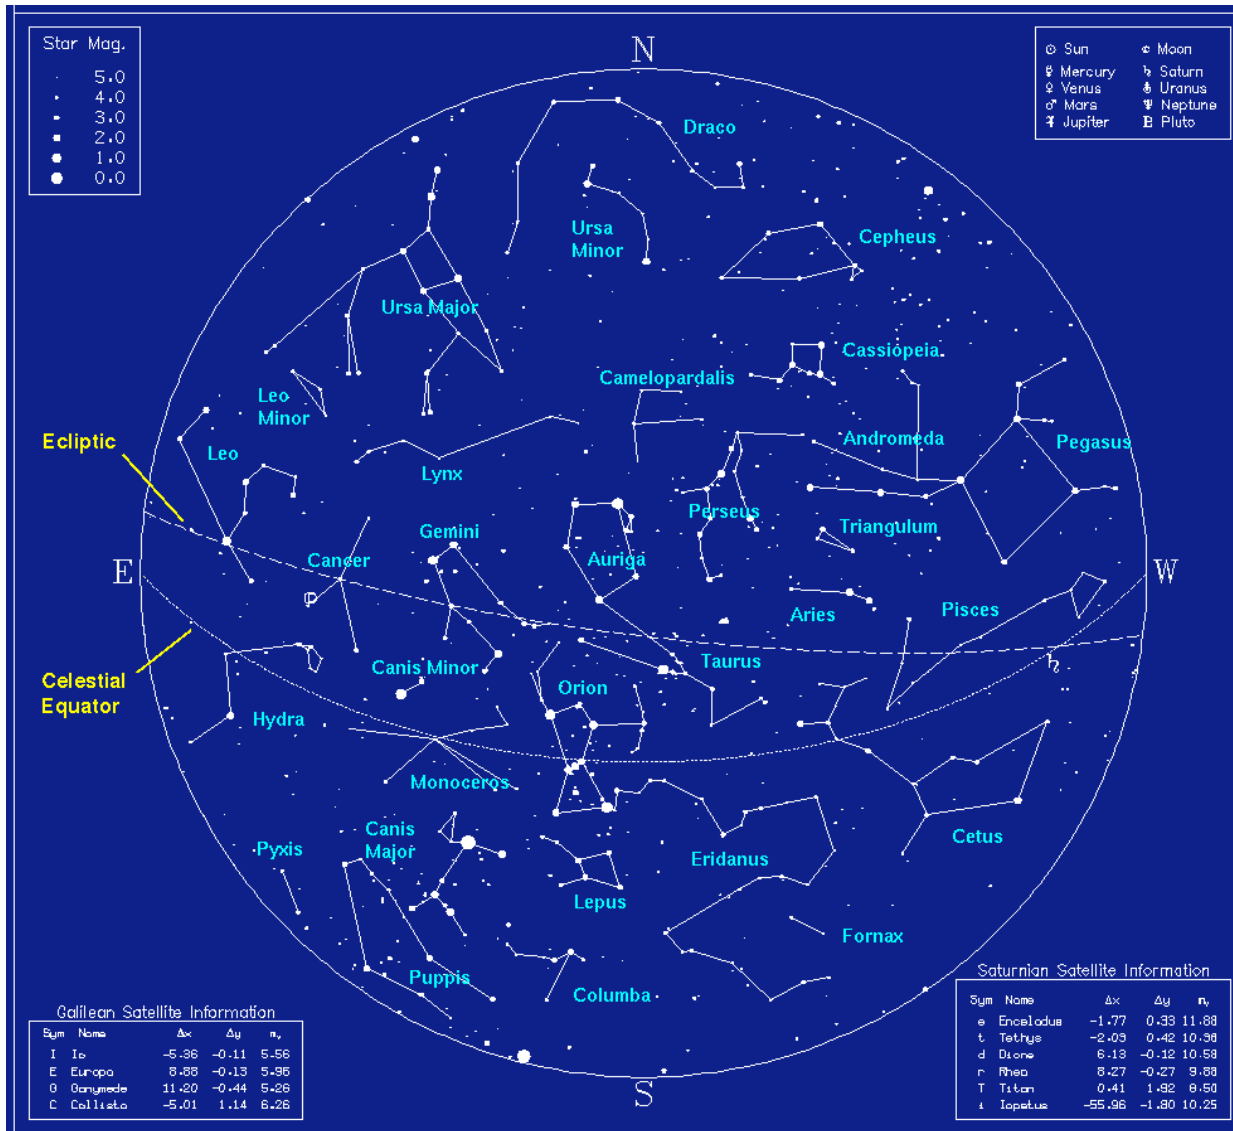 N
Star Mag.
5.0
4.0
3.0
2.0
1.0
0.0
Sun Moon
Mercury Saturn
Venus Uranus
Mars Neptune
Jupiter Pluto
Draco
Ursa
Minor
Cepheus
Ursa Major
Cassiopeia
Camelopardalis
Leo
Minor
Ecliptic
Leo
Lynx
Andromeda
Pegasus
Perseus
Triangulum
Gemini
Cancer
Auriga
E
W
Aries
Pisces
Canis Minor
Taurus
Celestial
Equator
Orion
Hydra
Monoceros
Canis
Major
Pyxis
Eridanus
Cetus
Lepus
Fornax
Puppis
Columba
S
Galilean Satellite Information
Sym Name Δx Δy m,
I Io -5.36 -0.11 5.56
E Europa 8.88 -0.13 5.96
G Ganymede 11.20 -0.44 5.26
C Callisto -5.01 1.14 6.26
Saturnian Satellite Information
Sym Name Δx Δy m,
e Enceladus -1.77 0.33 11.88
t Tethys -2.09 0.42 10.38
d Dione 6.13 -0.12 10.58
r Rhea 8.27 -0.27 9.88
T Titan 0.41 1.92 8.50
i Iapetus -55.96 -1.80 10.25